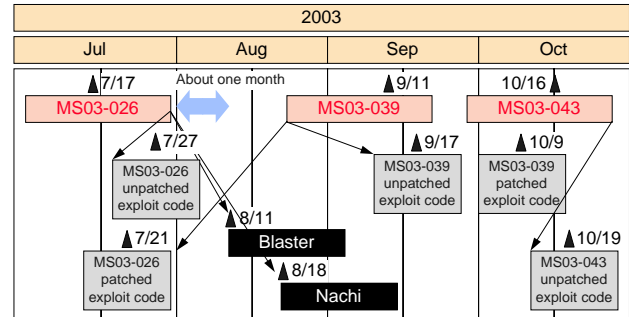 2003
Jul Aug Sep Oct
7/17 About one month 9/11 10/16
MS03-026 MS03-039 MS03-043
7/27 9/17 10/9
MS03-026
unpatched
exploit code
MS03-039
unpatched
exploit code
MS03-039
patched
exploit code
8/11
Blaster
7/21 10/19
MS03-026
patched
exploit code
8/18
Nachi
MS03-043
unpatched
exploit code